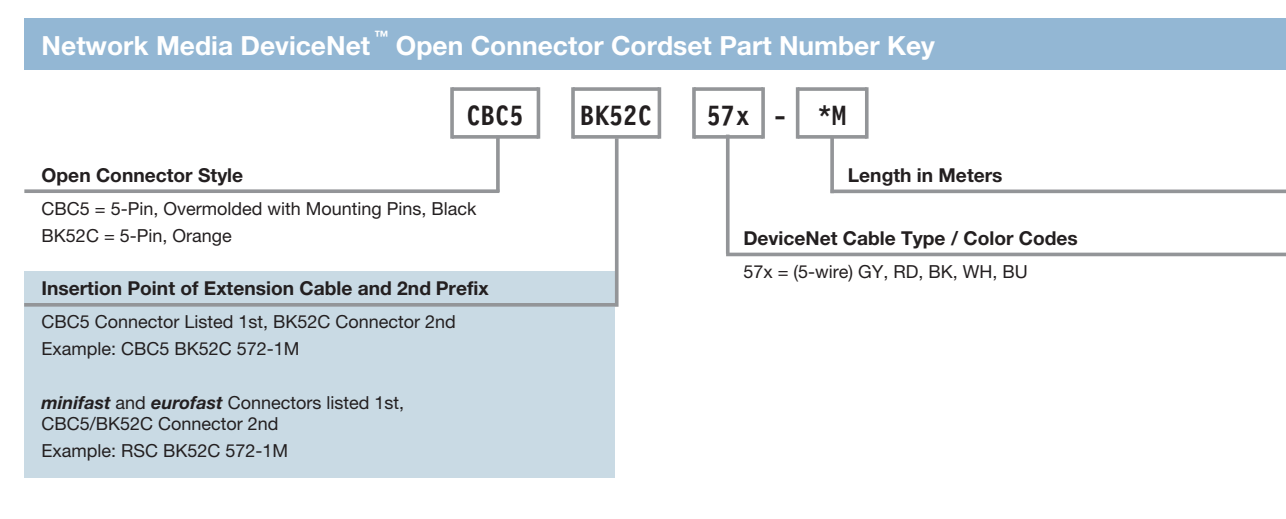 Network Media DeviceNet™ Open Connector Cordset Part Number Key
CBC5 BK52C 57x - *M
Open Connector Style
CBC5 = 5-Pin, Overmolded with Mounting Pins, Black
BK52C = 5-Pin, Orange
Insertion Point of Extension Cable and 2nd Prefix
CBC5 Connector Listed 1st, BK52C Connector 2nd
Example: CBC5 BK52C 572-1M
minifast and eurofast Connectors listed 1st,
CBC5/BK52C Connector 2nd
Example: RSC BK52C 572-1M
Length in Meters
DeviceNet Cable Type / Color Codes
57x = (5-wire) GY, RD, BK, WH, BU